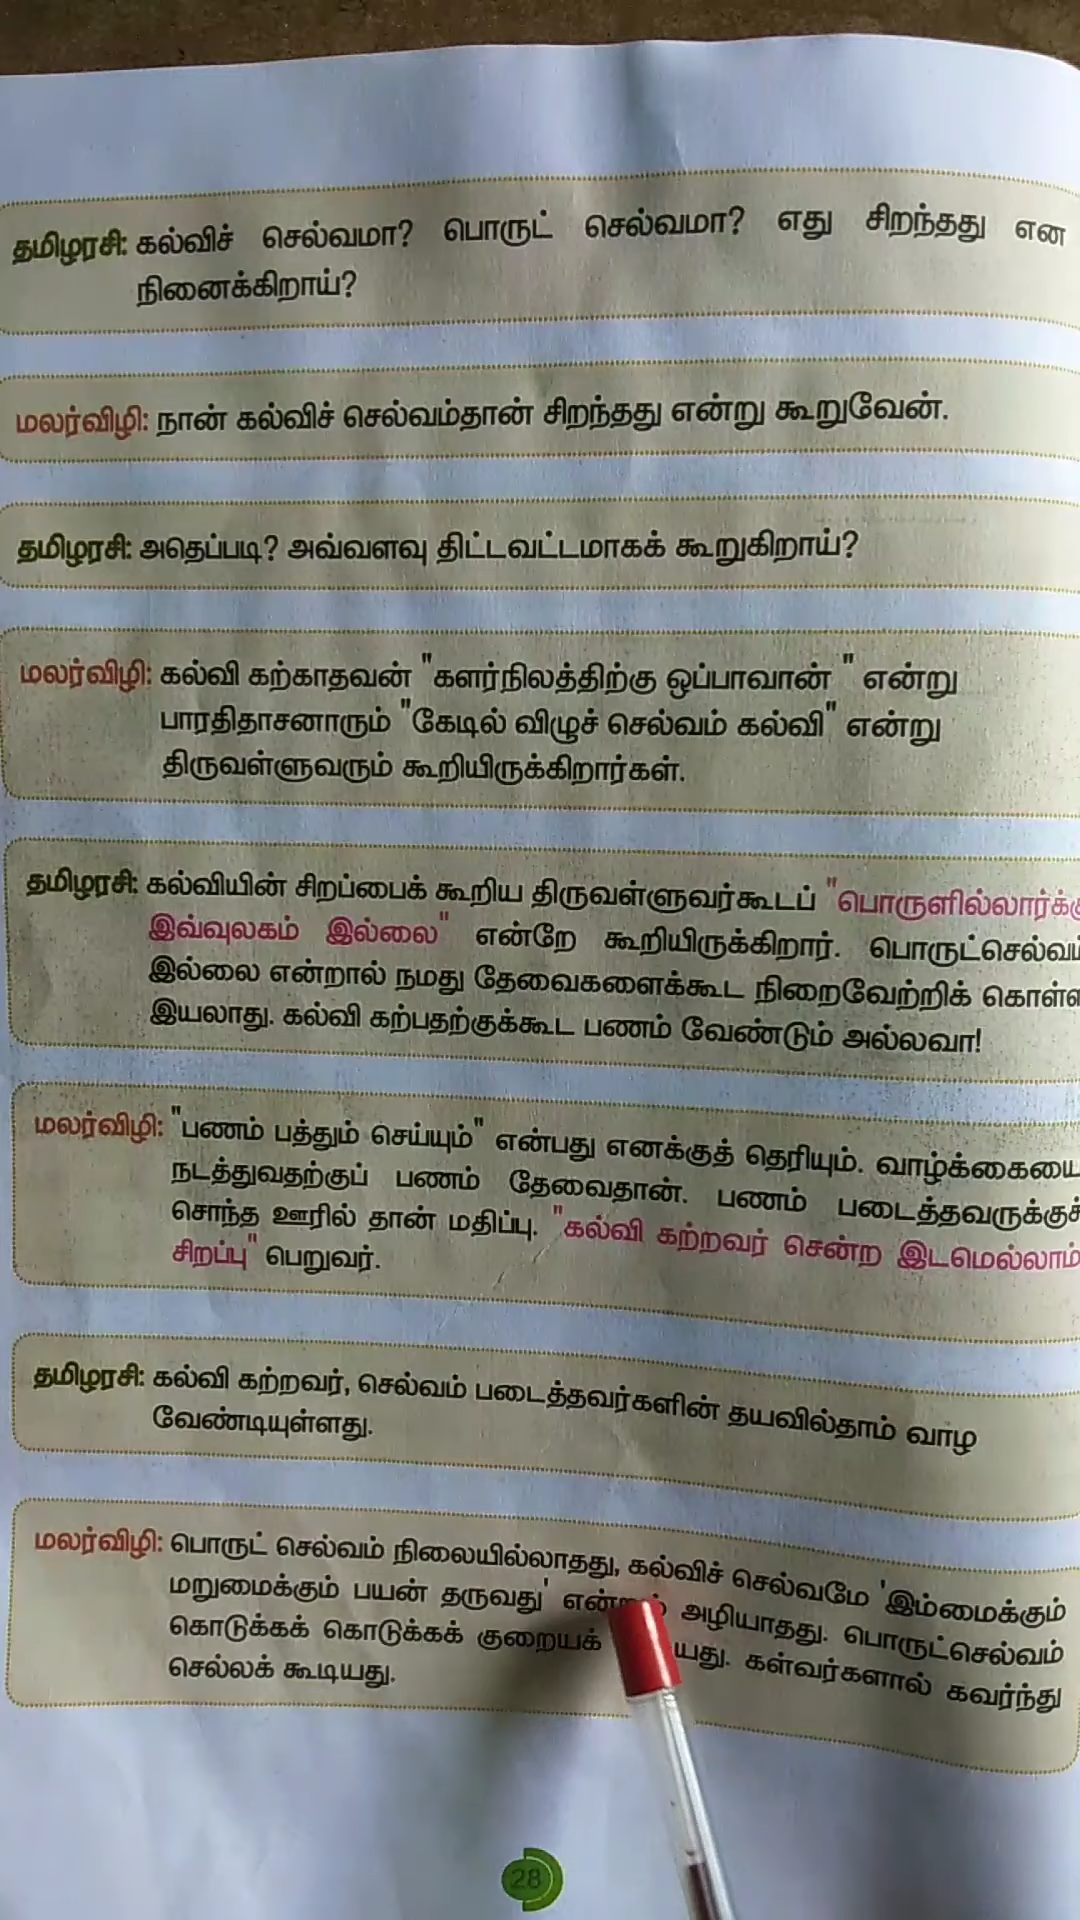 தமிழரசி: கல்விச் செல்வமா? பொருட் செல்வமா? எது சிறந்தது என
நினைக்கிறாய்?
மலர்விழி: நான் கல்விச் செல்வம்தான் சிறந்தது என்று கூறுவேன்.
தமிழரசி: அதெப்படி? அவ்வளவு திட்டவட்டமாகக் கூறுகிறாய்?
மலர்விழி: கல்வி கற்காதவன் "களர்நிலத்திற்கு ஒப்பாவான் " என்று
பாரதிதாசனாரும் "கேடில் விழுச் செல்வம் கல்வி" என்று
திருவள்ளுவரும் கூறியிருக்கிறார்கள்.
தமிழரசி: கல்வியின் சிறப்பைக் கூறிய திருவள்ளுவர்கூடப் "பொருளில்லார்க்கு
இவ்வுலகம் இல்லை" என்றே கூறியிருக்கிறார். பொருட்செல்வம்
இல்லை என்றால் நமது தேவைகளைக்கூட நிறைவேற்றிக் கொள்ள
இயலாது. கல்வி கற்பதற்குக்கூட பணம் வேண்டும் அல்லவா!
மலர்விழி: "பணம் பத்தும் செய்யும்" என்பது எனக்குத் தெரியும். வாழ்க்கையை
நடத்துவதற்குப் பணம் தேவைதான். பணம் படைத்தவருக்குச்
சொந்த ஊரில் தான் மதிப்பு. "கல்வி கற்றவர் சென்ற இடமெல்லாம்
சிறப்பு" பெறுவர்.
தமிழரசி: கல்வி கற்றவர், செல்வம் படைத்தவர்களின் தயவில்தாம் வாழ
வேண்டியுள்ளது.
மலர்விழி: பொருட் செல்வம் நிலையில்லாதது, கல்விச் செல்வமே 'இம்மைக்கும்
மறுமைக்கும் பயன் தருவது' அழியாதது. பொருட்செல்வம்
கொடுக்கக் கொடுக்கக் குறையக் கள்வர்களால் கவர்ந்து
செல்லக் கூடியது.
28